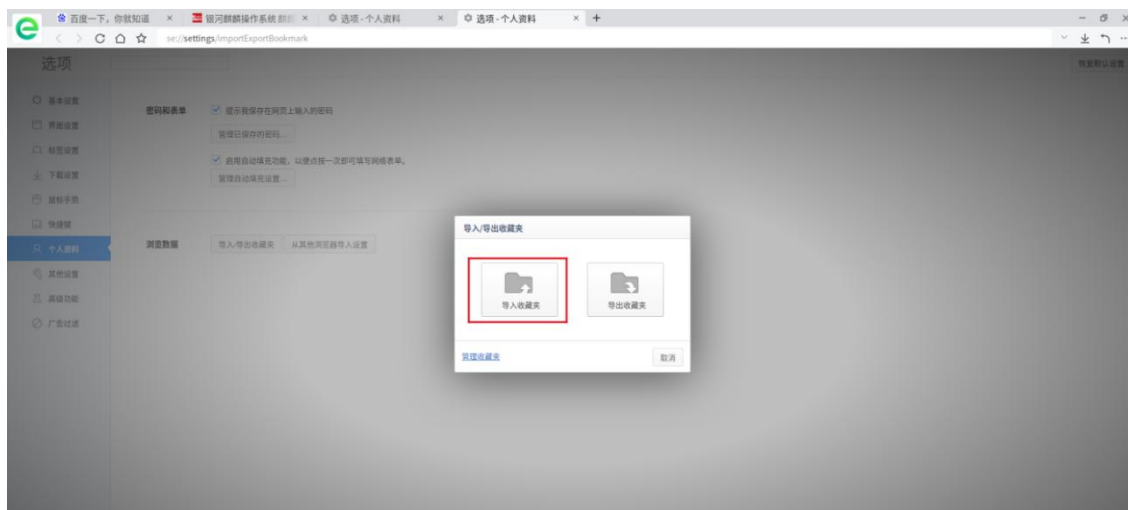 百度一下，你就知道
银河麒麟操作系统
选项 - 个人资料
选项 - 个人资料
se://settings/importExportBookmark
选项
恢复默认设置
基本设置
界面设置
标签设置
下载设置
鼠标手势
快捷键
个人资料
其他设置
高级功能
广告过滤
密码和表单
提示我保存在网页上输入的密码
管理已保存的密码...
启用自动填充功能，以便点按一次即可填写网络表单。
管理自动填充设置...
浏览数据
导入/导出收藏夹
从其他浏览器导入设置
导入/导出收藏夹
导入收藏夹
导出收藏夹
管理收藏夹
取消